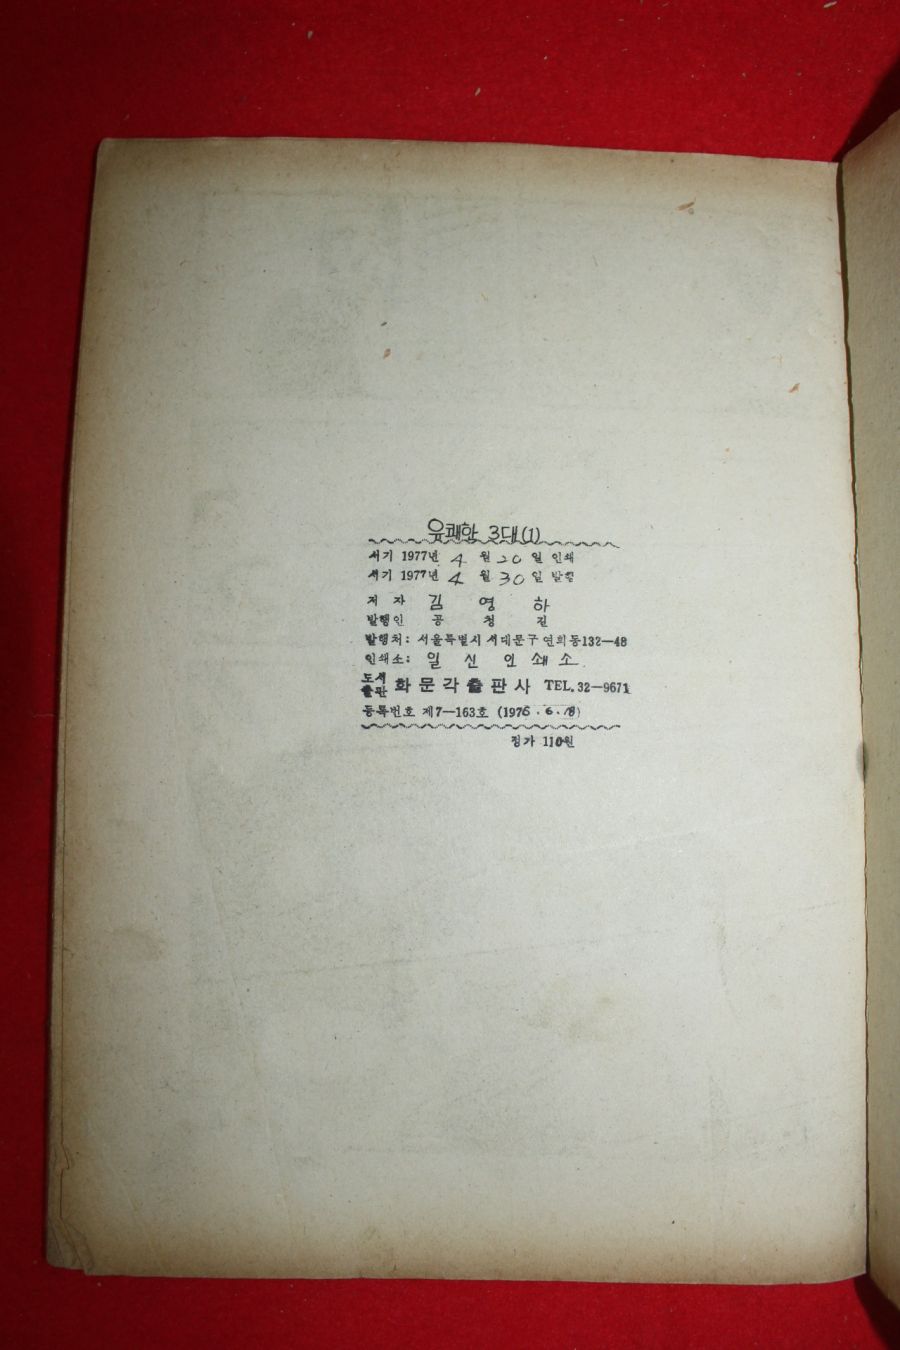 유쾌한 3대(1)
서기 1977년 4 월 20 일 인쇄
서기 1977년 4 월 30 일 발행
저 자 김 영 하
발행인 공 청 길
발행처: 서울특별시 서대문구 연희동132—48
인쇄소: 일 신 인 쇄 소
도서출판 화 문 각 출 판 사 TEL. 32—9671
등록번호 제7—163호 (1976 . 6 . 18)
정가 110원